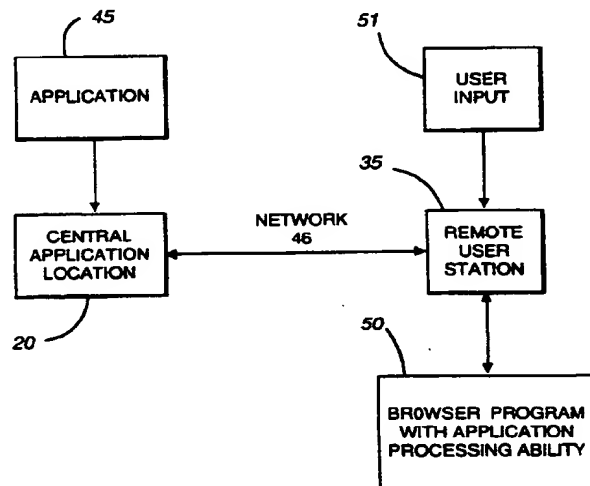 45
APPLICATION
51
USER
INPUT
35
CENTRAL
APPLICATION
LOCATION
20
NETWORK
46
REMOTE
USER
STATION
50
BROWSER PROGRAM
WITH APPLICATION
PROCESSING ABILITY